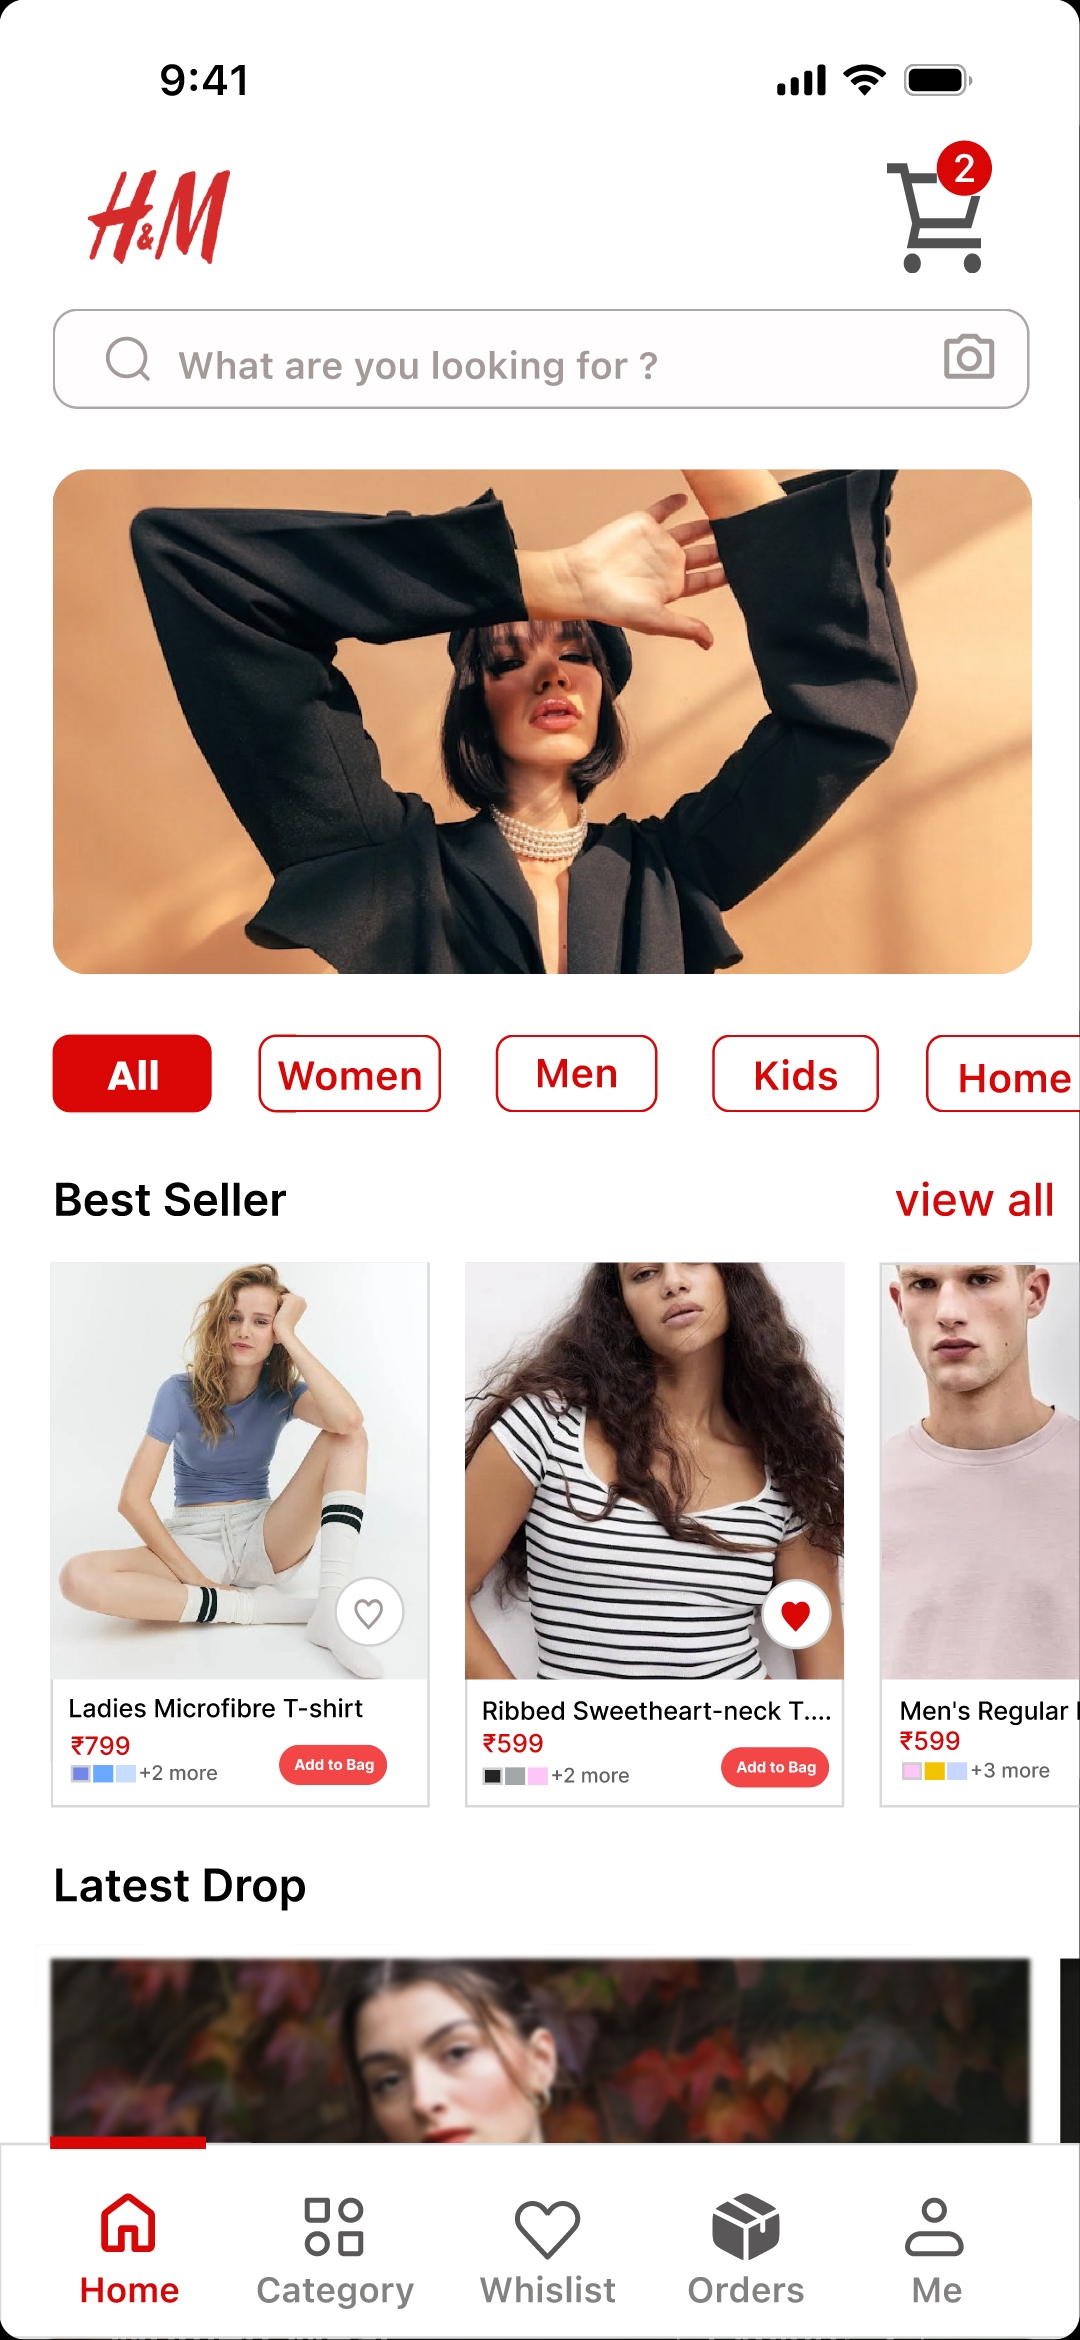 9:41
H&M
2
What are you looking for ?
All
Women
Men
Kids
Home
Best Seller
view all
Ladies Microfibre T-shirt
₹799
+2 more
Add to Bag
Ribbed Sweetheart-neck T....
₹599
+2 more
Add to Bag
Men's Regular
₹599
+3 more
Latest Drop
Home
Category
Whislist
Orders
Me